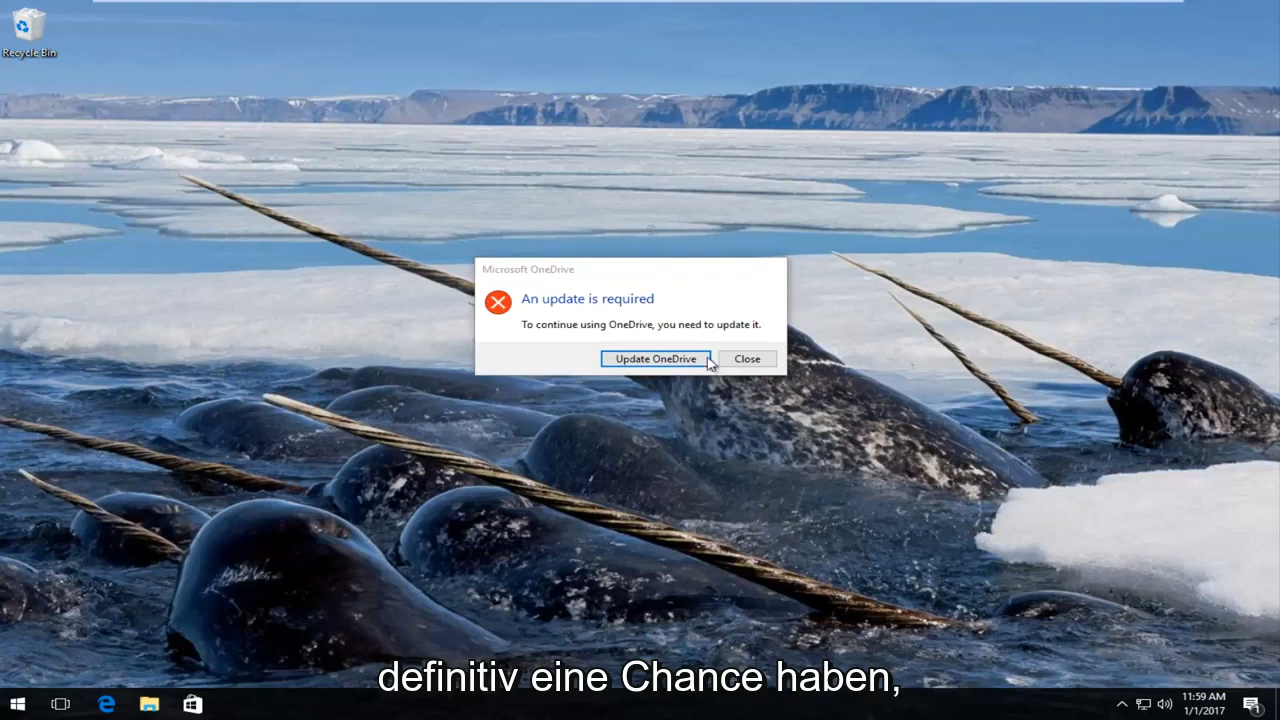 Recycle Bin
Microsoft OneDrive
An update is required
To continue using OneDrive, you need to update it.
Update OneDrive
Close
definitiv eine Chance haben,
11:59 AM
1/1/2017
1